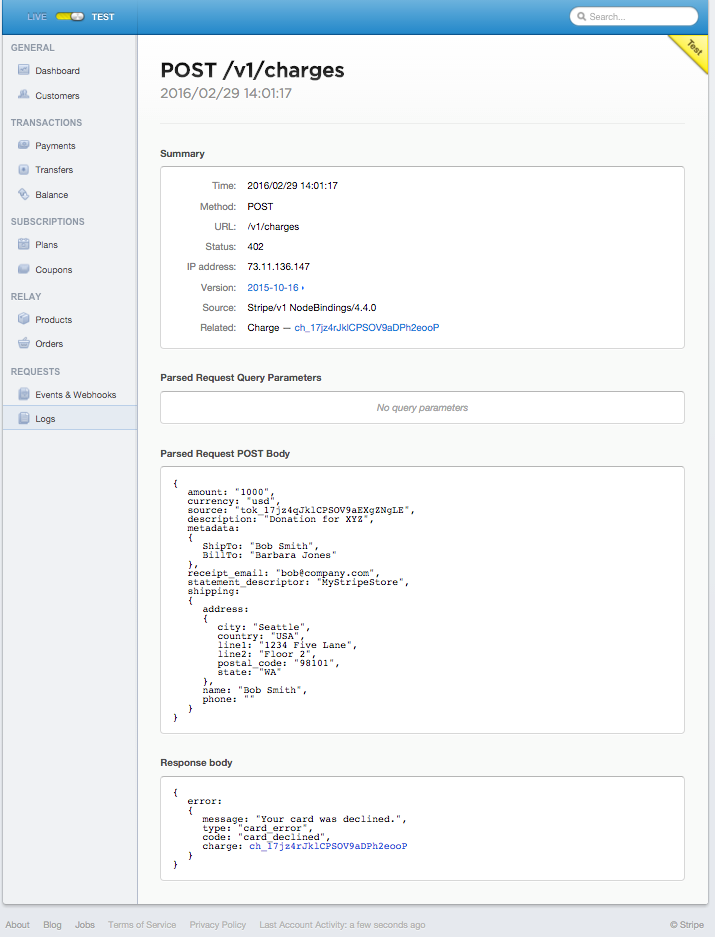 LIVE TEST
Search...
GENERAL
Dashboard
Customers
TRANSACTIONS
Payments
Transfers
Balance
SUBSCRIPTIONS
Plans
Coupons
RELAY
Products
Orders
REQUESTS
Events & Webhooks
Logs
Test
POST /v1/charges
2016/02/29 14:01:17
Summary
Time: 2016/02/29 14:01:17
Method: POST
URL: /v1/charges
Status: 402
IP address: 73.11.136.147
Version: 2015-10-16 ▸
Source: Stripe/v1 NodeBindings/4.4.0
Related: Charge — ch_17jz4rJklCPSOV9aDPh2eooP
Parsed Request Query Parameters
No query parameters
Parsed Request POST Body
{
amount: "1000",
currency: "usd",
source: "tok_17jz4qJklCPSOV9aEXgZNgLE",
description: "Donation for XYZ",
metadata:
{
ShipTo: "Bob Smith",
BillTo: "Barbara Jones"
},
receipt_email: "bob@company.com",
statement_descriptor: "MyStripeStore",
shipping:
{
address:
{
city: "Seattle",
country: "USA",
line1: "1234 Five Lane",
line2: "Floor 2",
postal_code: "98101",
state: "WA"
},
name: "Bob Smith",
phone: ""
}
}
Response body
{
error:
{
message: "Your card was declined.",
type: "card_error",
code: "card_declined",
charge: ch_17jz4rJklCPSOV9aDPh2eooP
}
}
About Blog Jobs Terms of Service Privacy Policy Last Account Activity: a few seconds ago © Stripe